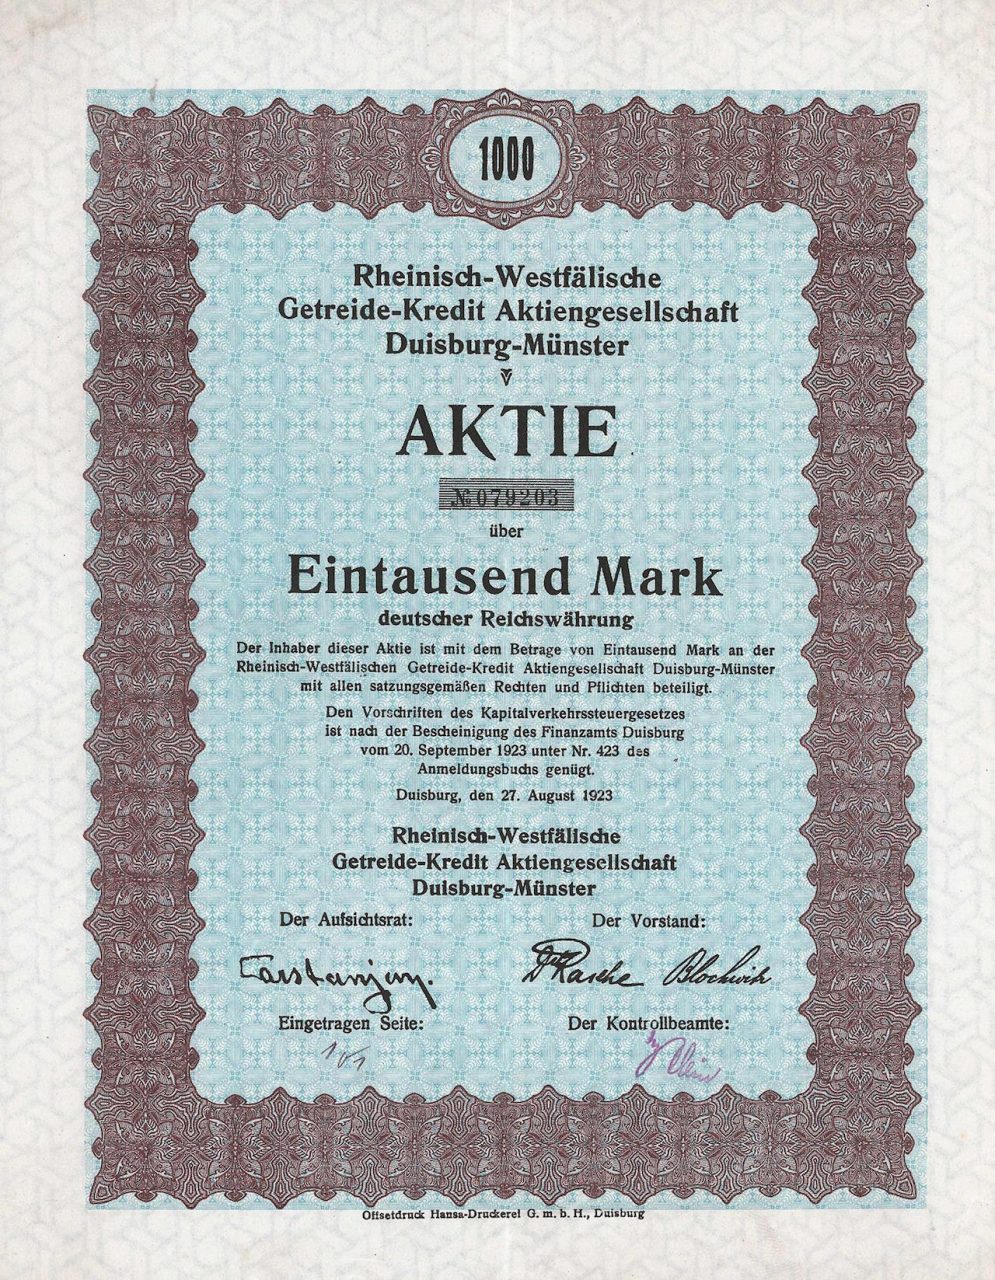 1000
Rheinisch-Westfälische
Getreide-Kredit Aktiengesellschaft
Duisburg-Münster
AKTIE
№ 079203
über
Eintausend Mark
deutscher Reichswährung
Der Inhaber dieser Aktie ist mit dem Betrage von Eintausend Mark an der
Rheinisch-Westfälischen Getreide-Kredit Aktiengesellschaft Duisburg-Münster
mit allen satzungsgemäßen Rechten und Pflichten beteiligt.
Den Vorschriften des Kapitalverkehrssteuergesetzes
ist nach der Bescheinigung des Finanzamts Duisburg
vom 20. September 1923 unter Nr. 423 des
Anmeldungsbuchs genügt.
Duisburg, den 27. August 1923
Rheinisch-Westfälische
Getreide-Kredit Aktiengesellschaft
Duisburg-Münster
Der Aufsichtsrat: Der Vorstand:
Carstanjen. Rasche
Eingetragen Seite: Der Kontrollbeamte:
101
Offsetdruck Hansa-Druckerei G. m. b. H., Duisburg